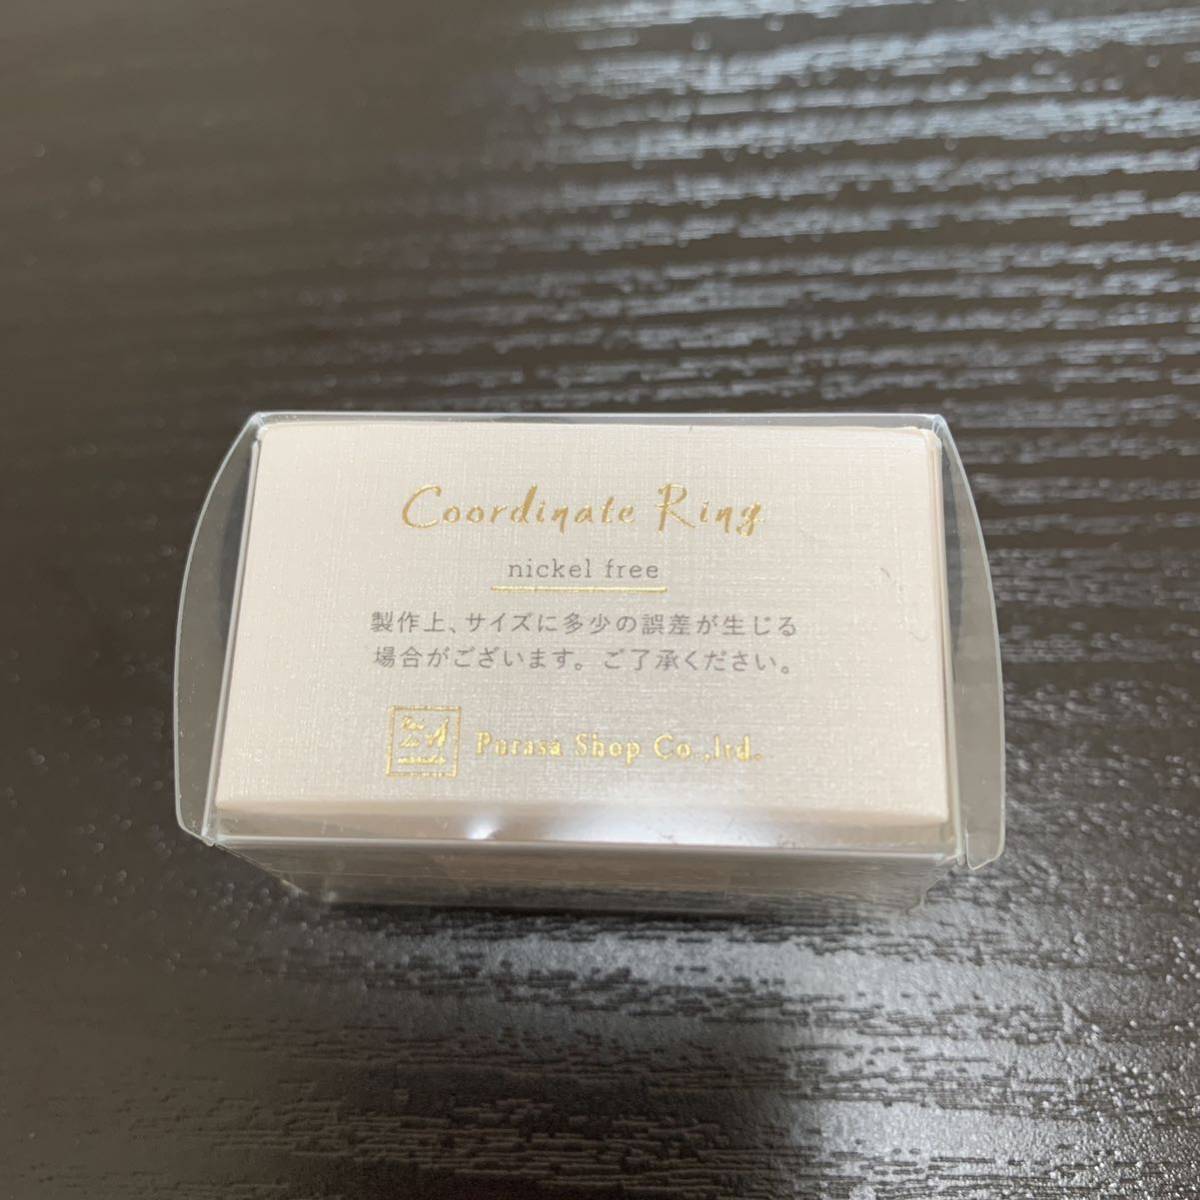 Coordinate Ring
nickel free
製作上、サイズに多少の誤差が生じる
場合がございます。ご了承ください。
Purasa Shop Co.,ltd.